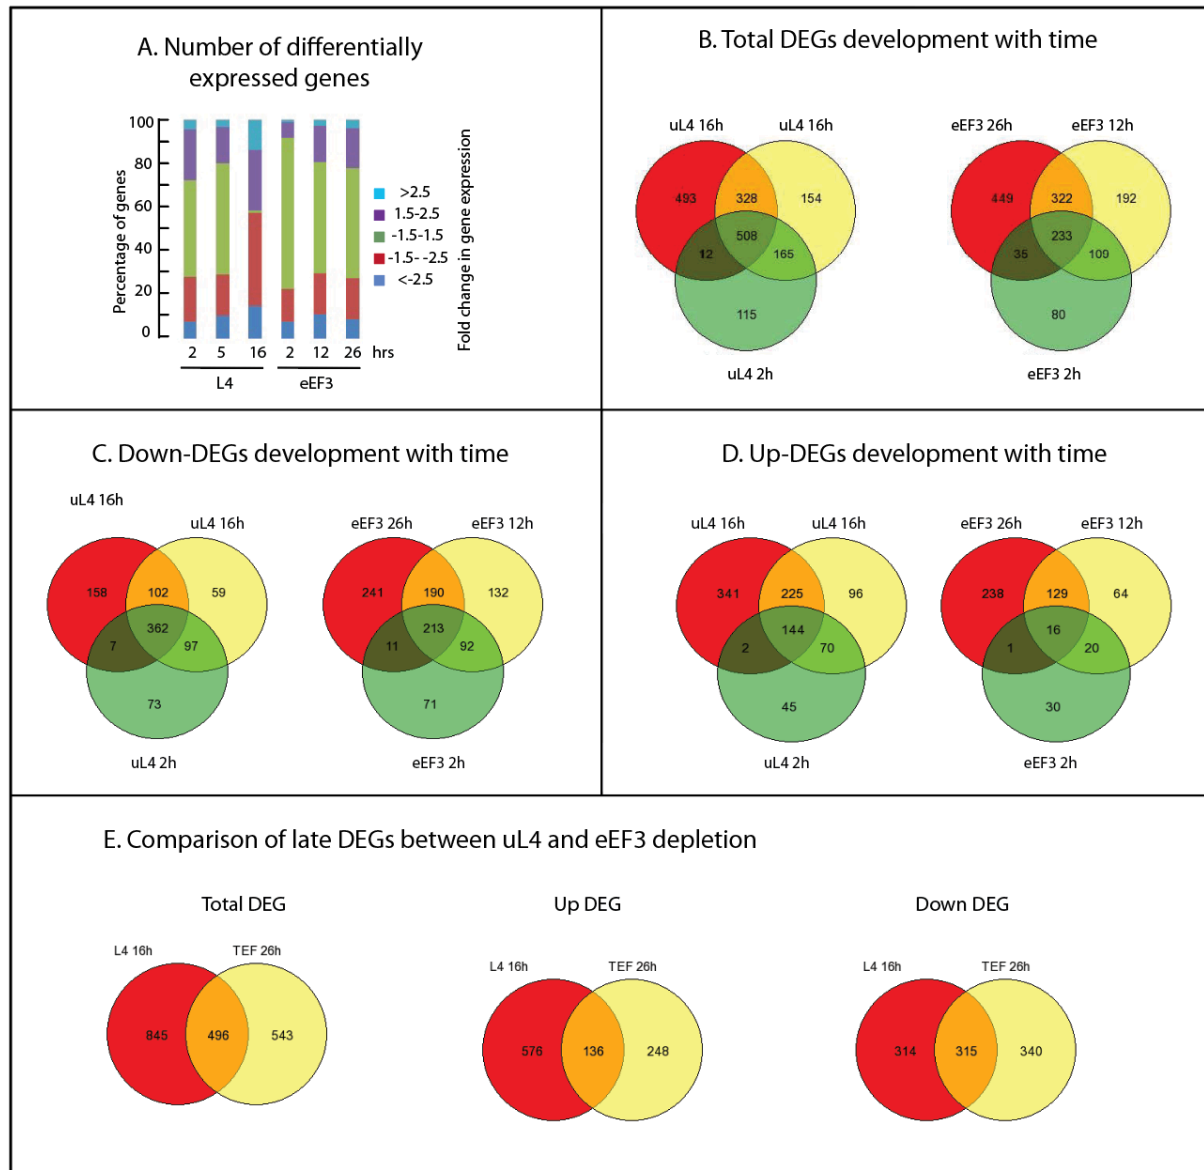 A. Number of differentially
expressed genes
Percentage of genes
100
80
60
40
20
0
2 5 16 2 12 26 hrs
L4 eEF3
>2.5
1.5-2.5
-1.5-1.5
-1.5- -2.5
<-2.5
Fold change in gene expression
B. Total DEGs development with time
uL4 16h uL4 16h
493 328 154
508
12 165
115
uL4 2h
eEF3 26h eEF3 12h
449 322 192
233
35 109
80
eEF3 2h
C. Down-DEGs development with time
uL4 16h
uL4 16h
158 102 59
362
7 97
73
uL4 2h
eEF3 26h eEF3 12h
241 190 132
213
11 92
71
eEF3 2h
D. Up-DEGs development with time
uL4 16h uL4 16h
341 225 96
144
2 70
45
uL4 2h
eEF3 26h eEF3 12h
238 129 64
16
1 20
30
eEF3 2h
E. Comparison of late DEGs between uL4 and eEF3 depletion
Total DEG
L4 16h TEF 26h
845 496 543
Up DEG
L4 16h TEF 26h
576 136 248
Down DEG
L4 16h TEF 26h
314 315 340